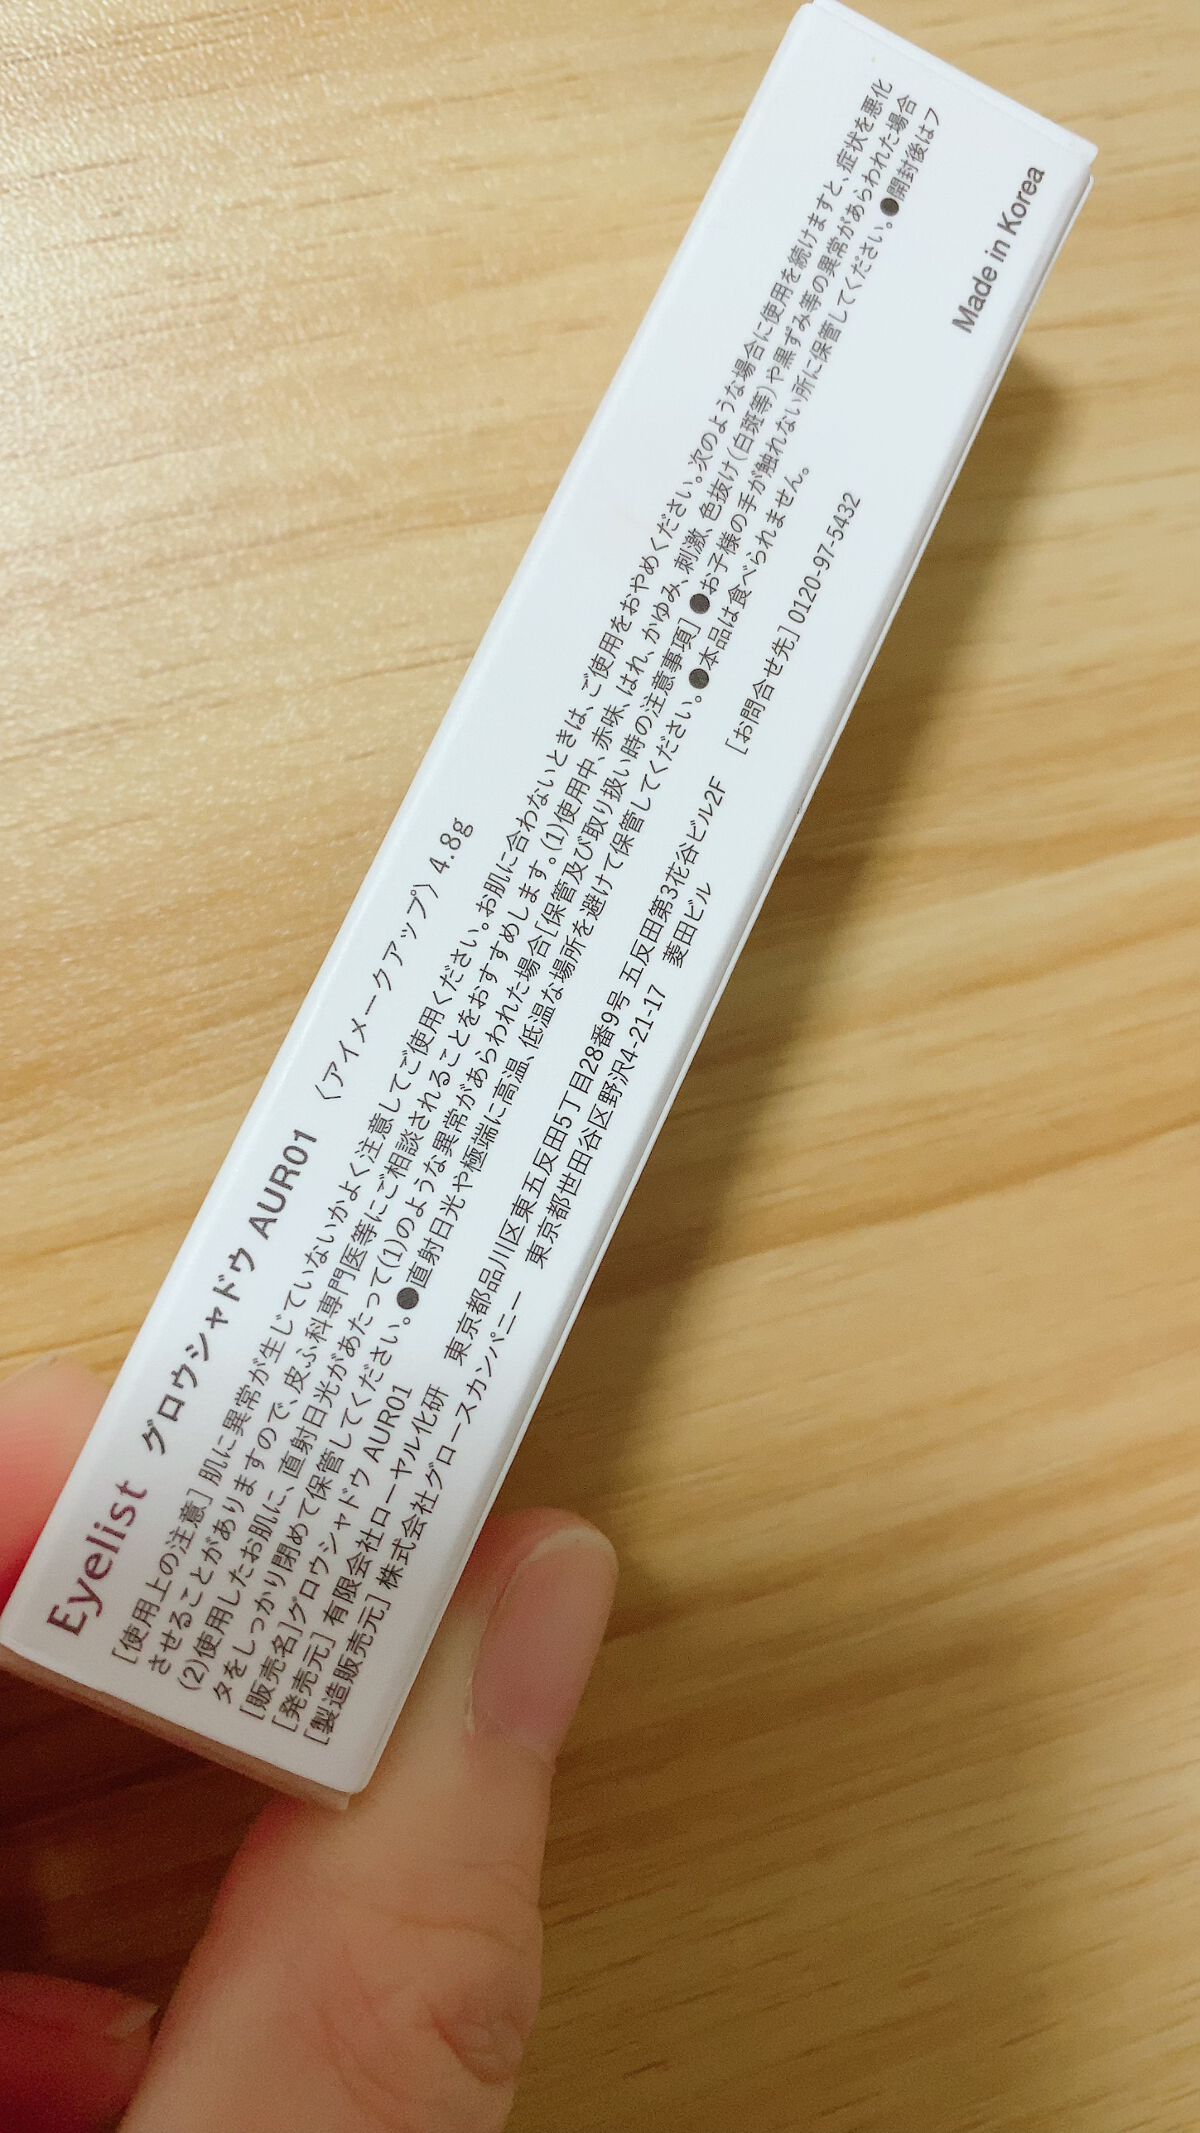 Eyelist グロウシャドウ AUR01 〈アイメークアップ〉 4.8g
[使用上の注意] 肌に異常が生じていないかよく注意してご使用ください。お肌に合わないときは、ご使用をおやめください。次のような場合に使用を続けますと、症状を悪化
させることがありますので、皮ふ科専門医等にご相談されることをおすすめします。(1)使用中、赤味、はれ、かゆみ、刺激、色抜け(白斑等)や黒ずみ等の異常があらわれた場合
(2)使用したお肌に、直射日光があたって(1)のような異常があらわれた場合[保管及び取り扱い時の注意事項] ●お子様の手が触れない所に保管してください。●開封後はフ
タをしっかり閉めて保管してください。●直射日光や極端に高温、低温な場所を避けて保管してください。●本品は食べられません。
[販売名]グロウシャドウ AUR01
[発売元] 有限会社ローヤル化研 東京都品川区東五反田5丁目28番9号 五反田第3花谷ビル2F [お問合せ先] 0120-97-5432
[製造販売元] 株式会社グロースカンパニー 東京都世田谷区野沢4-21-17 菱田ビル
Made in Korea